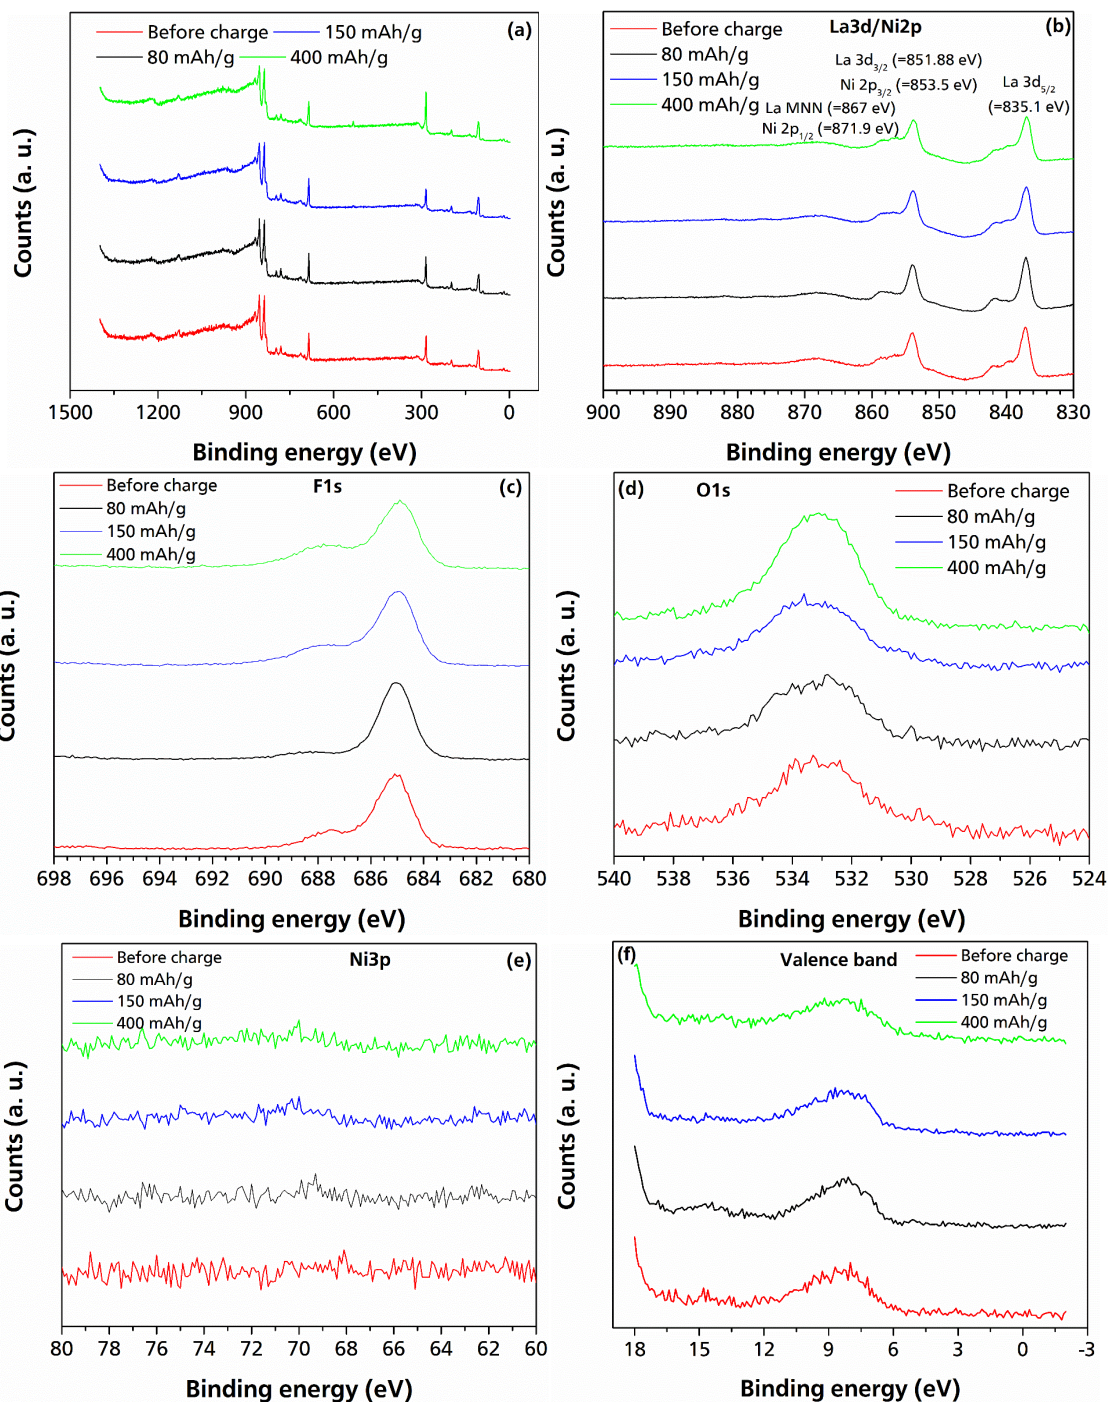 Before charge 150 mAh/g (a)
80 mAh/g 400 mAh/g
Counts (a. u.)
1500 1200 900 600 300 0
Binding energy (eV)
Before charge La3d/Ni2p (b)
80 mAh/g
150 mAh/g
400 mAh/g
La 3d3/2 (=851.88 eV)
Ni 2p3/2 (=853.5 eV)
La 3d5/2
(=835.1 eV)
La MNN (=867 eV)
Ni 2p1/2 (=871.9 eV)
Counts (a. u.)
900 890 880 870 860 850 840 830
Binding energy (eV)
Before charge F1s (c)
80 mAh/g
150 mAh/g
400 mAh/g
Counts (a. u.)
698 696 694 692 690 688 686 684 682 680
Binding energy (eV)
(d) O1s Before charge
80 mAh/g
150 mAh/g
400 mAh/g
Counts (a. u.)
540 538 536 534 532 530 528 526 524
Binding energy (eV)
Before charge Ni3p (e)
80 mAh/g
150 mAh/g
400 mAh/g
Counts (a. u.)
80 78 76 74 72 70 68 66 64 62 60
Binding energy (eV)
(f) Valence band Before charge
80 mAh/g
150 mAh/g
400 mAh/g
Counts (a. u.)
18 15 12 9 6 3 0 -3
Binding energy (eV)